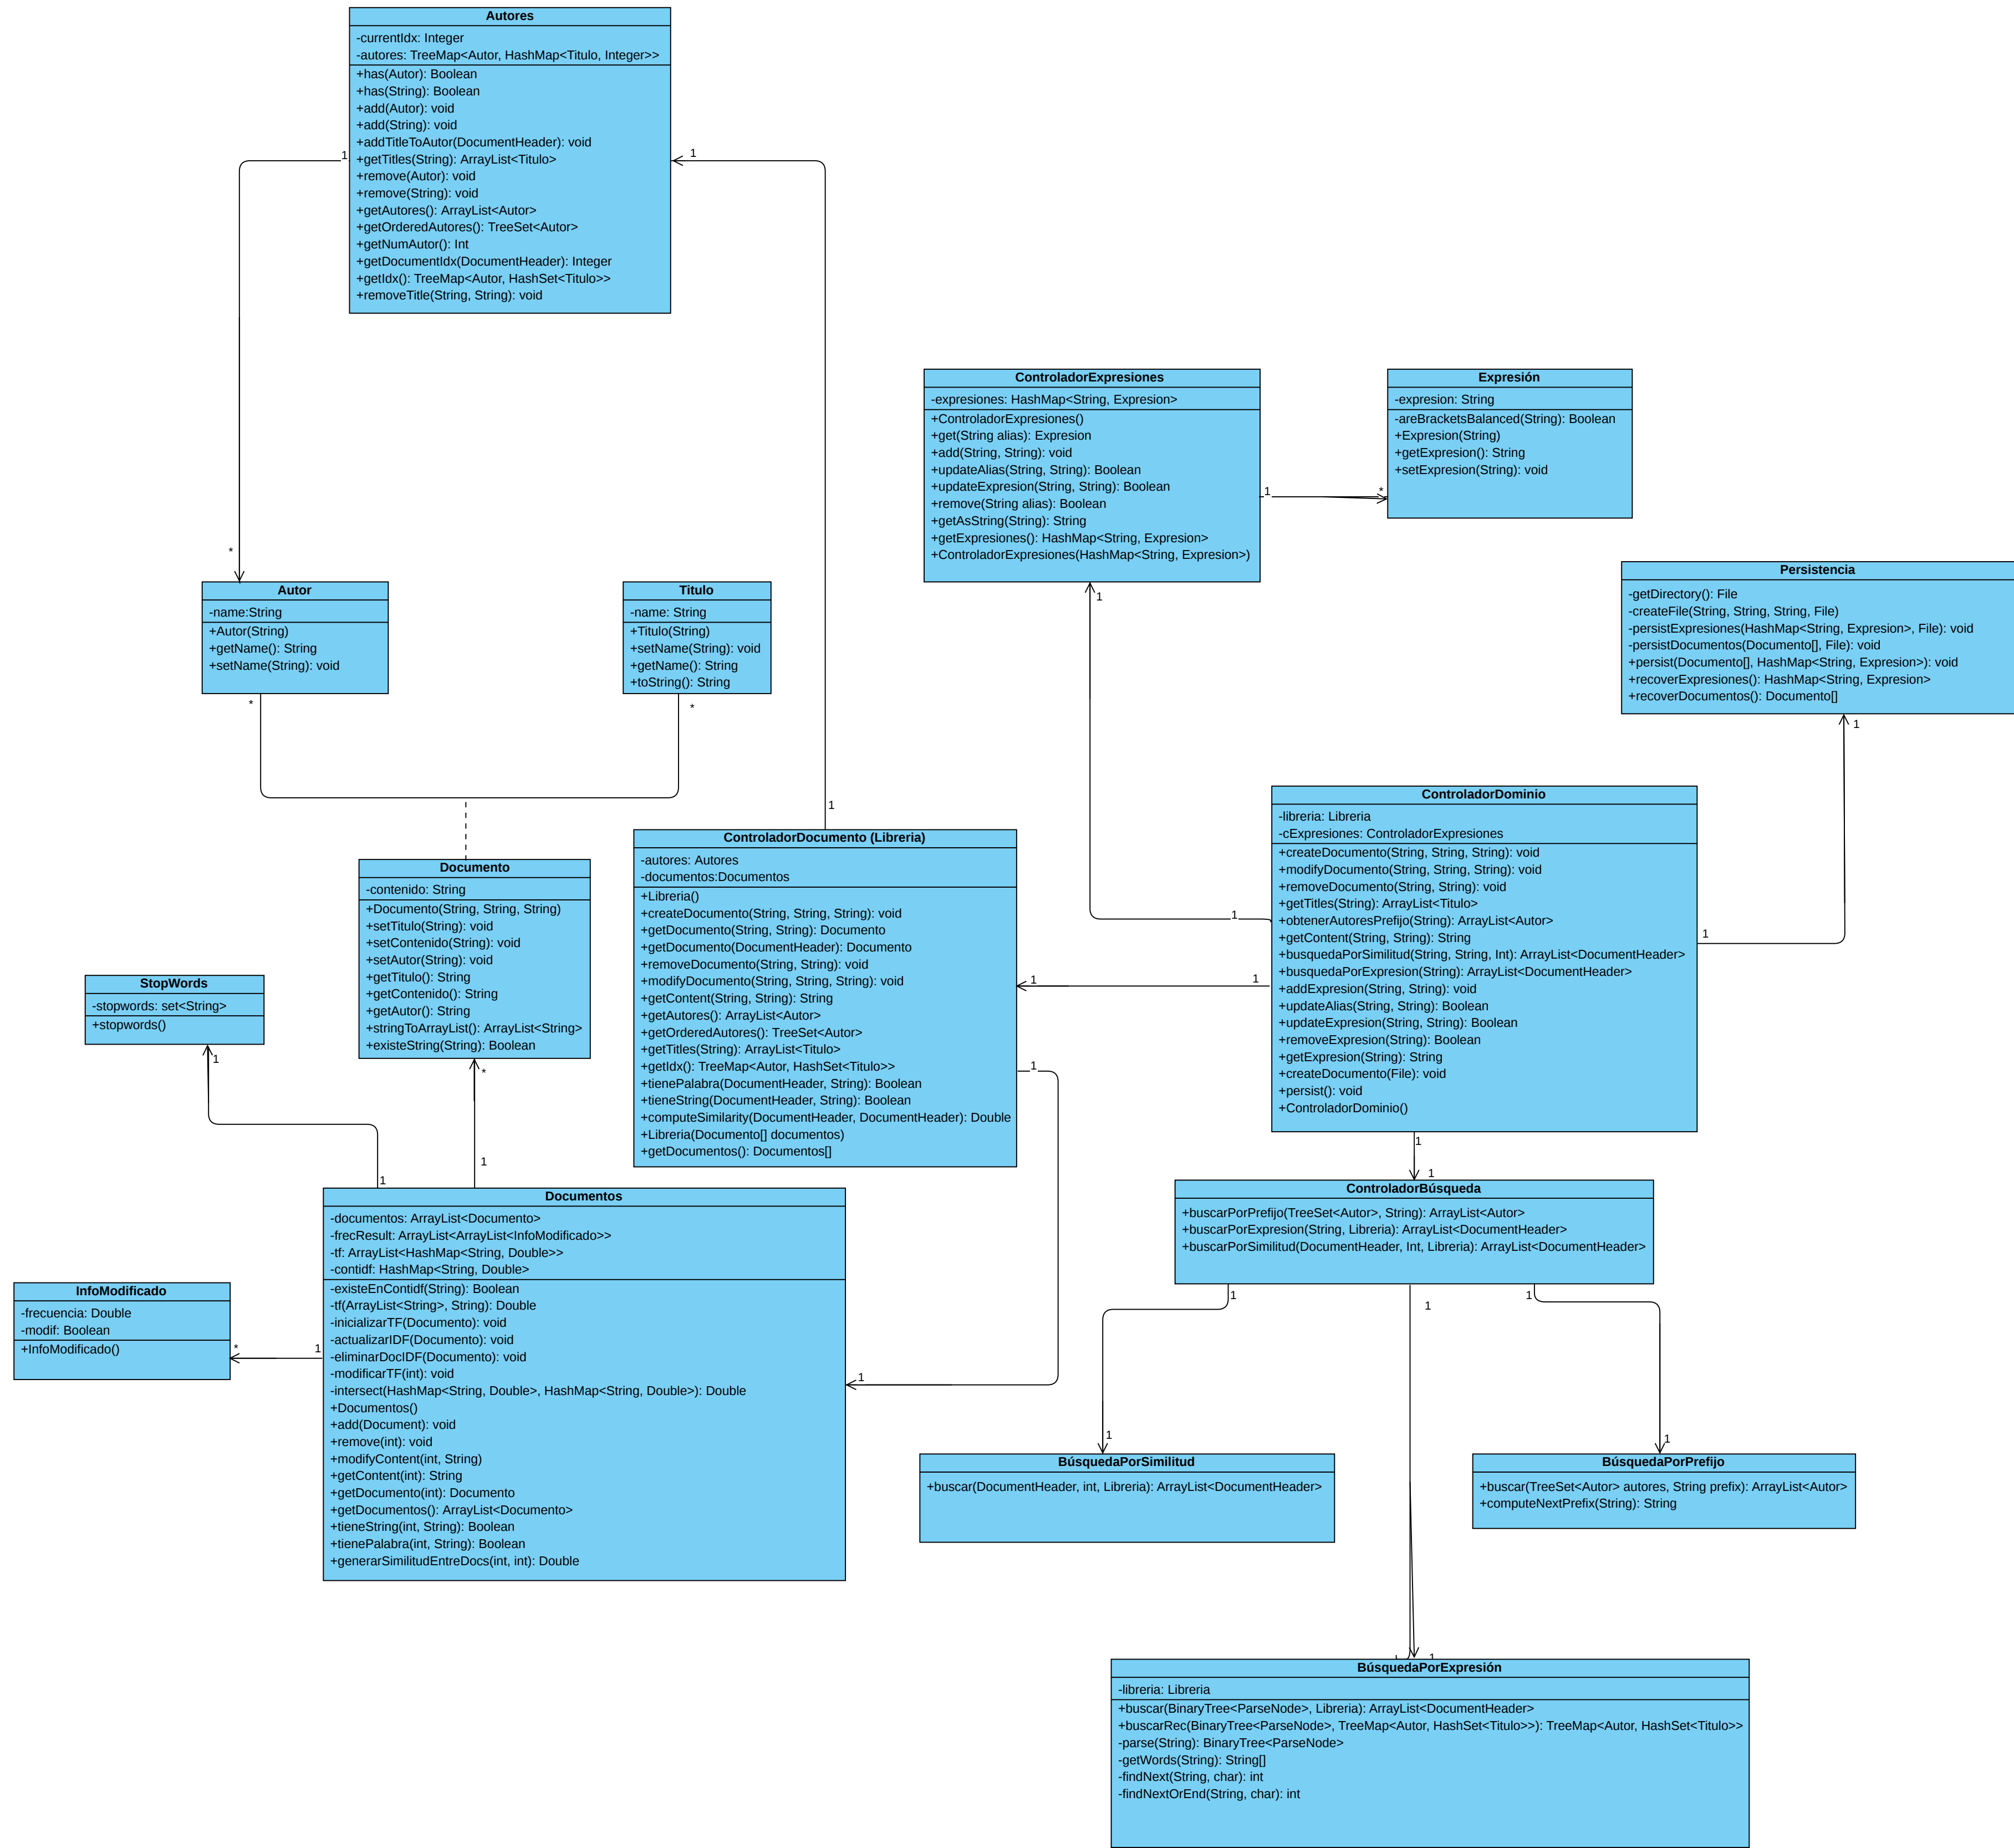 Autores
-currentIdx: Integer
-autores: TreeMap<Autor, HashMap<Titulo, Integer>>
+has(Autor): Boolean
+has(String): Boolean
+add(Autor): void
+add(String): void
+addTitleToAutor(DocumentHeader): void
+getTitles(String): ArrayList<Titulo>
+remove(Autor): void
+remove(String): void
+getAutores(): ArrayList<Autor>
+getOrderedAutores(): TreeSet<Autor>
+getNumAutor(): Int
+getDocumentIdx(DocumentHeader): Integer
+getIdx(): TreeMap<Autor, HashSet<Titulo>>
+removeTitle(String, String): void
1
1
*
1
ControladorExpresiones
-expresiones: HashMap<String, Expresion>
+ControladorExpresiones()
+get(String alias): Expresion
+add(String, String): void
+updateAlias(String, String): Boolean
+updateExpresion(String, String): Boolean
+remove(String alias): Boolean
+getAsString(String): String
+getExpresiones(): HashMap<String, Expresion>
+ControladorExpresiones(HashMap<String, Expresion>)
1
*
Expresión
-expresion: String
-areBracketsBalanced(String): Boolean
+Expresion(String)
+getExpresion(): String
+setExpresion(String): void
Autor
-name:String
+Autor(String)
+getName(): String
+setName(String): void
*
Titulo
-name: String
+Titulo(String)
+setName(String): void
+getName(): String
+toString(): String
*
Persistencia
-getDirectory(): File
-createFile(String, String, String, File)
-persistExpresiones(HashMap<String, Expresion>, File): void
-persistDocumentos(Documento[], File): void
+persist(Documento[], HashMap<String, Expresion>): void
+recoverExpresiones(): HashMap<String, Expresion>
+recoverDocumentos(): Documento[]
1
1
1
1
ControladorDominio
-libreria: Libreria
-cExpresiones: ControladorExpresiones
+createDocumento(String, String, String): void
+modifyDocumento(String, String, String): void
+removeDocumento(String, String): void
+getTitles(String): ArrayList<Titulo>
+obtenerAutoresPrefijo(String): ArrayList<Autor>
+getContent(String, String): String
+busquedaPorSimilitud(String, String, Int): ArrayList<DocumentHeader>
+busquedaPorExpresion(String): ArrayList<DocumentHeader>
+addExpresion(String, String): void
+updateAlias(String, String): Boolean
+updateExpresion(String, String): Boolean
+removeExpresion(String): Boolean
+getExpresion(String): String
+createDocumento(File): void
+persist(): void
+ControladorDominio()
1
1
ControladorDocumento (Libreria)
-autores: Autores
-documentos:Documentos
+Libreria()
+createDocumento(String, String, String): void
+getDocumento(String, String): Documento
+getDocumento(DocumentHeader): Documento
+removeDocumento(String, String): void
+modifyDocumento(String, String, String): void
+getContent(String, String): String
+getAutores(): ArrayList<Autor>
+getOrderedAutores(): TreeSet<Autor>
+getTitles(String): ArrayList<Titulo>
+getIdx(): TreeMap<Autor, HashSet<Titulo>>
+tienePalabra(DocumentHeader, String): Boolean
+tieneString(DocumentHeader, String): Boolean
+computeSimilarity(DocumentHeader, DocumentHeader): Double
+Libreria(Documento[] documentos)
+getDocumentos(): Documentos[]
1
Documento
-contenido: String
+Documento(String, String, String)
+setTitulo(String): void
+setContenido(String): void
+setAutor(String): void
+getTitulo(): String
+getContenido(): String
+getAutor(): String
+stringToArrayList(): ArrayList<String>
+existeString(String): Boolean
*
1
StopWords
-stopwords: set<String>
+stopwords()
1
1
Documentos
-documentos: ArrayList<Documento>
-frecResult: ArrayList<ArrayList<InfoModificado>>
-tf: ArrayList<HashMap<String, Double>>
-contidf: HashMap<String, Double>
-existeEnContidf(String): Boolean
-tf(ArrayList<String>, String): Double
-inicializarTF(Documento): void
-actualizarIDF(Documento): void
-eliminarDocIDF(Documento): void
-modificarTF(int): void
-intersect(HashMap<String, Double>, HashMap<String, Double>): Double
+Documentos()
+add(Document): void
+remove(int): void
+modifyContent(int, String)
+getContent(int): String
+getDocumento(int): Documento
+getDocumentos(): ArrayList<Documento>
+tieneString(int, String): Boolean
+tienePalabra(int, String): Boolean
+generarSimilitudEntreDocs(int, int): Double
1
InfoModificado
-frecuencia: Double
-modif: Boolean
+InfoModificado()
*
1
1
1
ControladorBúsqueda
+buscarPorPrefijo(TreeSet<Autor>, String): ArrayList<Autor>
+buscarPorExpresion(String, Libreria): ArrayList<DocumentHeader>
+buscarPorSimilitud(DocumentHeader, Int, Libreria): ArrayList<DocumentHeader>
1
1
1
1
1
BúsquedaPorSimilitud
+buscar(DocumentHeader, int, Libreria): ArrayList<DocumentHeader>
BúsquedaPorPrefijo
+buscar(TreeSet<Autor> autores, String prefix): ArrayList<Autor>
+computeNextPrefix(String): String
1
BúsquedaPorExpresión
-libreria: Libreria
+buscar(BinaryTree<ParseNode>, Libreria): ArrayList<DocumentHeader>
+buscarRec(BinaryTree<ParseNode>, TreeMap<Autor, HashSet<Titulo>>): TreeMap<Autor, HashSet<Titulo>>
-parse(String): BinaryTree<ParseNode>
-getWords(String): String[]
-findNext(String, char): int
-findNextOrEnd(String, char): int